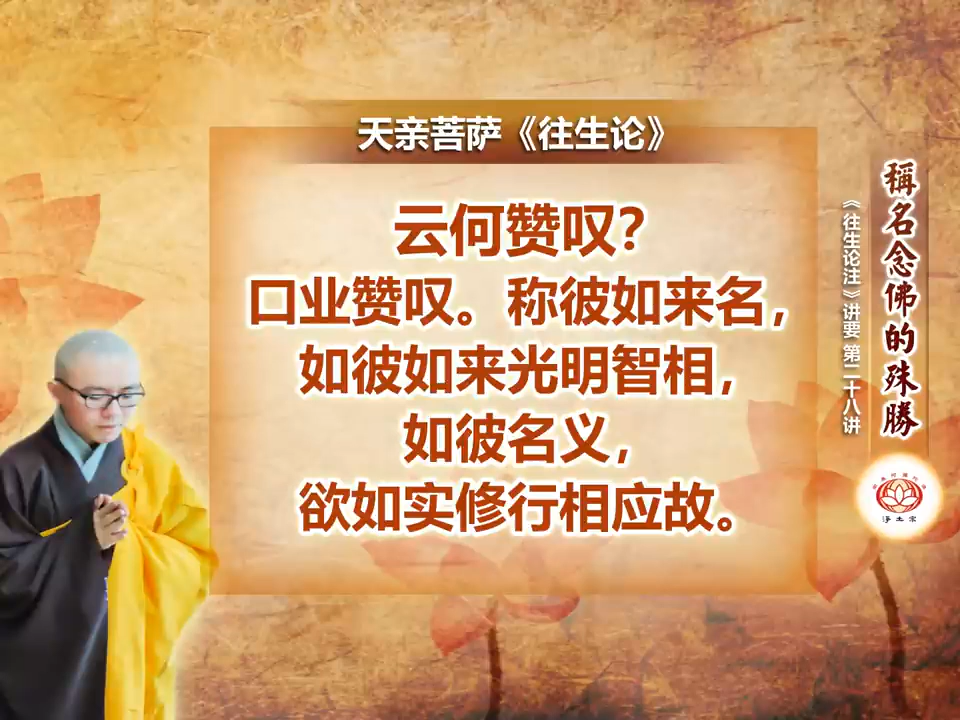 天亲菩萨《往生论》
云何赞叹？
口业赞叹。称彼如来名，
如彼如来光明智相，
如彼名义，
欲如实修行相应故。
稱名念佛的殊勝
《往生论注》讲要 第二十八讲
净土宗